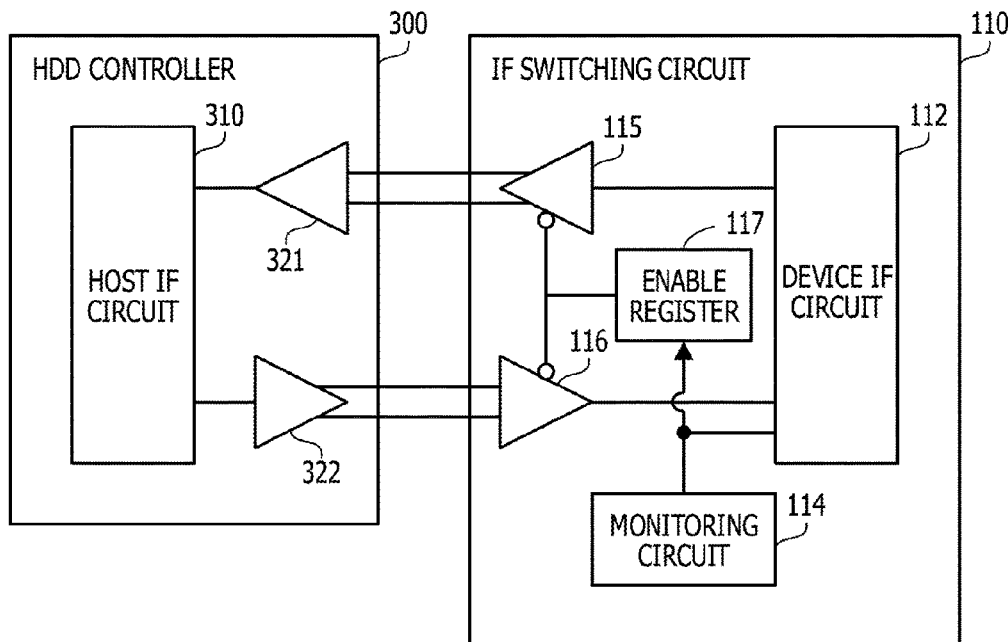 300
110
HDD CONTROLLER
IF SWITCHING CIRCUIT
310
115
112
321
117
HOST IF
CIRCUIT
ENABLE
REGISTER
DEVICE IF
CIRCUIT
116
322
114
MONITORING
CIRCUIT